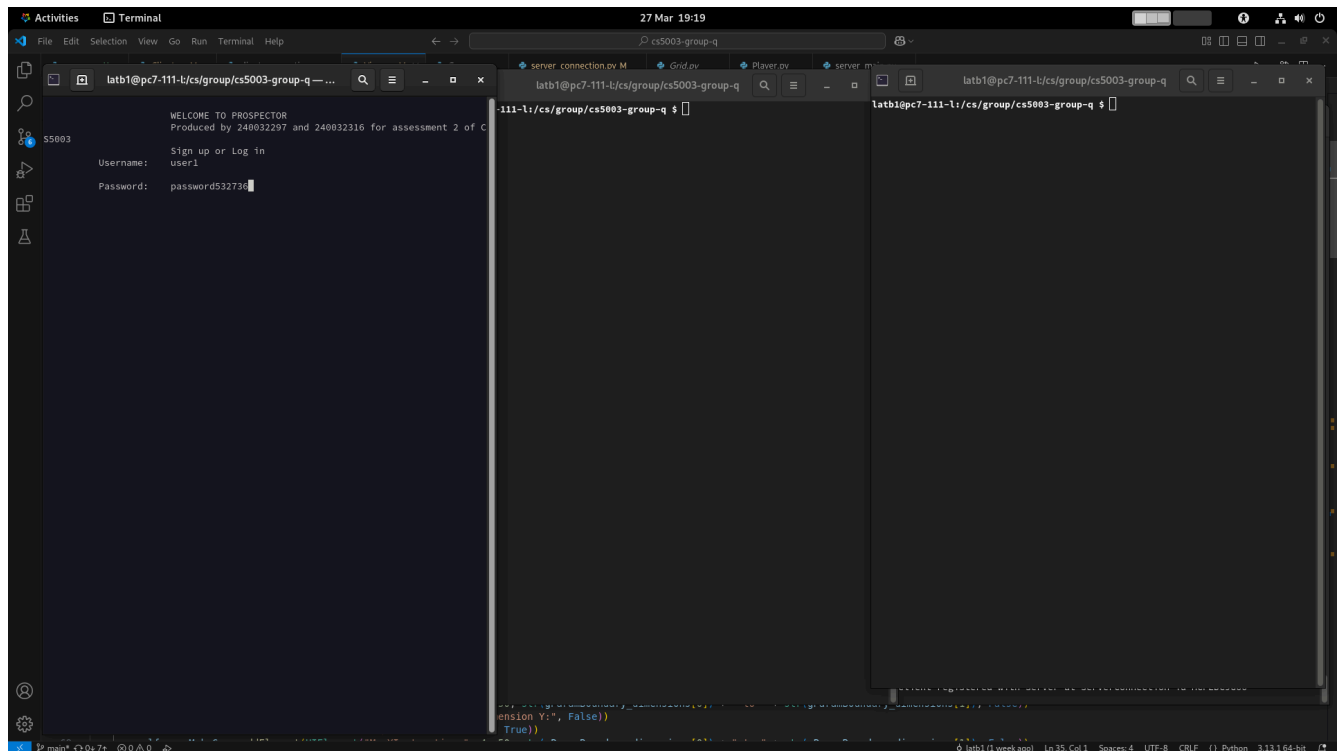 Activities Terminal 27 Mar 19:19
File Edit Selection View Go Run Terminal Help cs5003-group-q
server_connection.py M Grid.py Player.py
latb1@pc7-111-l:/cs/group/cs5003-group-q — ...
latb1@pc7-111-l:/cs/group/cs5003-group-q
latb1@pc7-111-l:/cs/group/cs5003-group-q
WELCOME TO PROSPECTOR
Produced by 240032297 and 240032316 for assessment 2 of C
S5003
Sign up or Log in
Username: user1
Password: password532736
-111-l:/cs/group/cs5003-group-q $
latb1@pc7-111-l:/cs/group/cs5003-group-q $
ension Y:", False))
True))
main* 0↓ 7↑ 0 0 latb1 (1 week ago) Ln 35, Col 1 Spaces: 4 UTF-8 CRLF {} Python 3.13.1 64-bit